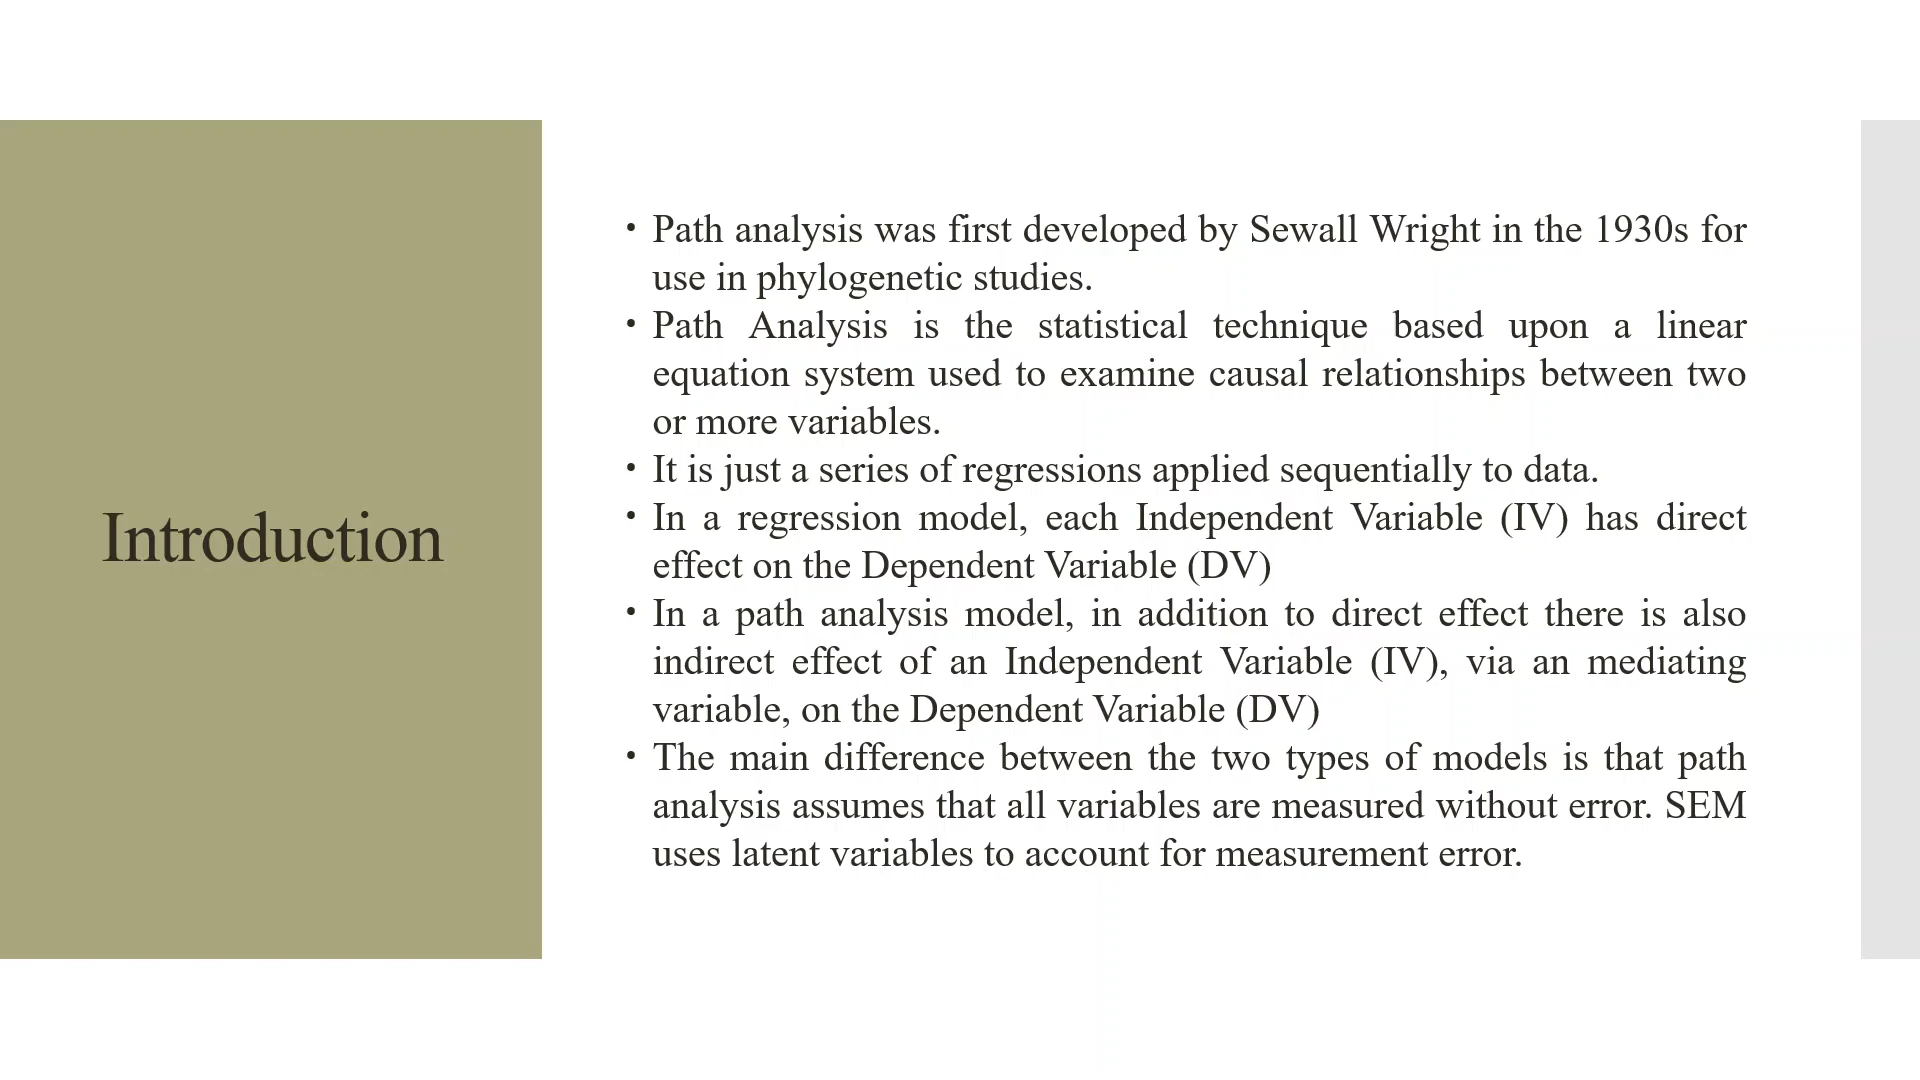 Introduction
• Path analysis was first developed by Sewall Wright in the 1930s for
use in phylogenetic studies.
• Path Analysis is the statistical technique based upon a linear
equation system used to examine causal relationships between two
or more variables.
• It is just a series of regressions applied sequentially to data.
• In a regression model, each Independent Variable (IV) has direct
effect on the Dependent Variable (DV)
• In a path analysis model, in addition to direct effect there is also
indirect effect of an Independent Variable (IV), via an mediating
variable, on the Dependent Variable (DV)
• The main difference between the two types of models is that path
analysis assumes that all variables are measured without error. SEM
uses latent variables to account for measurement error.